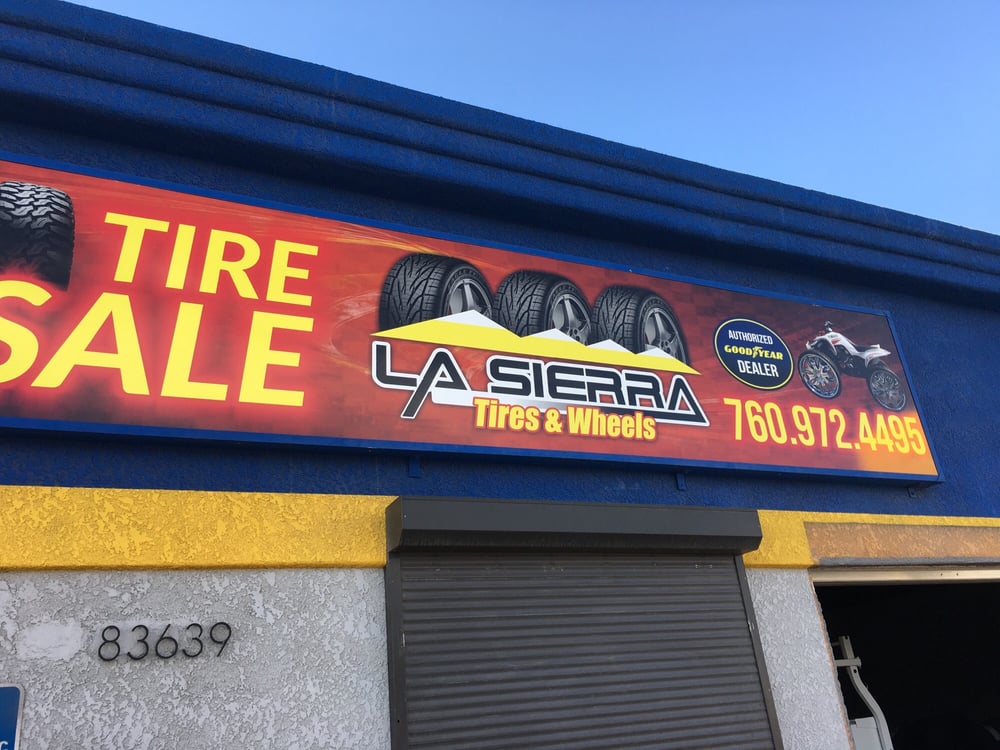 TIRE
SALE
LA SIERRA
Tires & Wheels
AUTHORIZED
GOODYEAR
DEALER
760.972.4495
83639